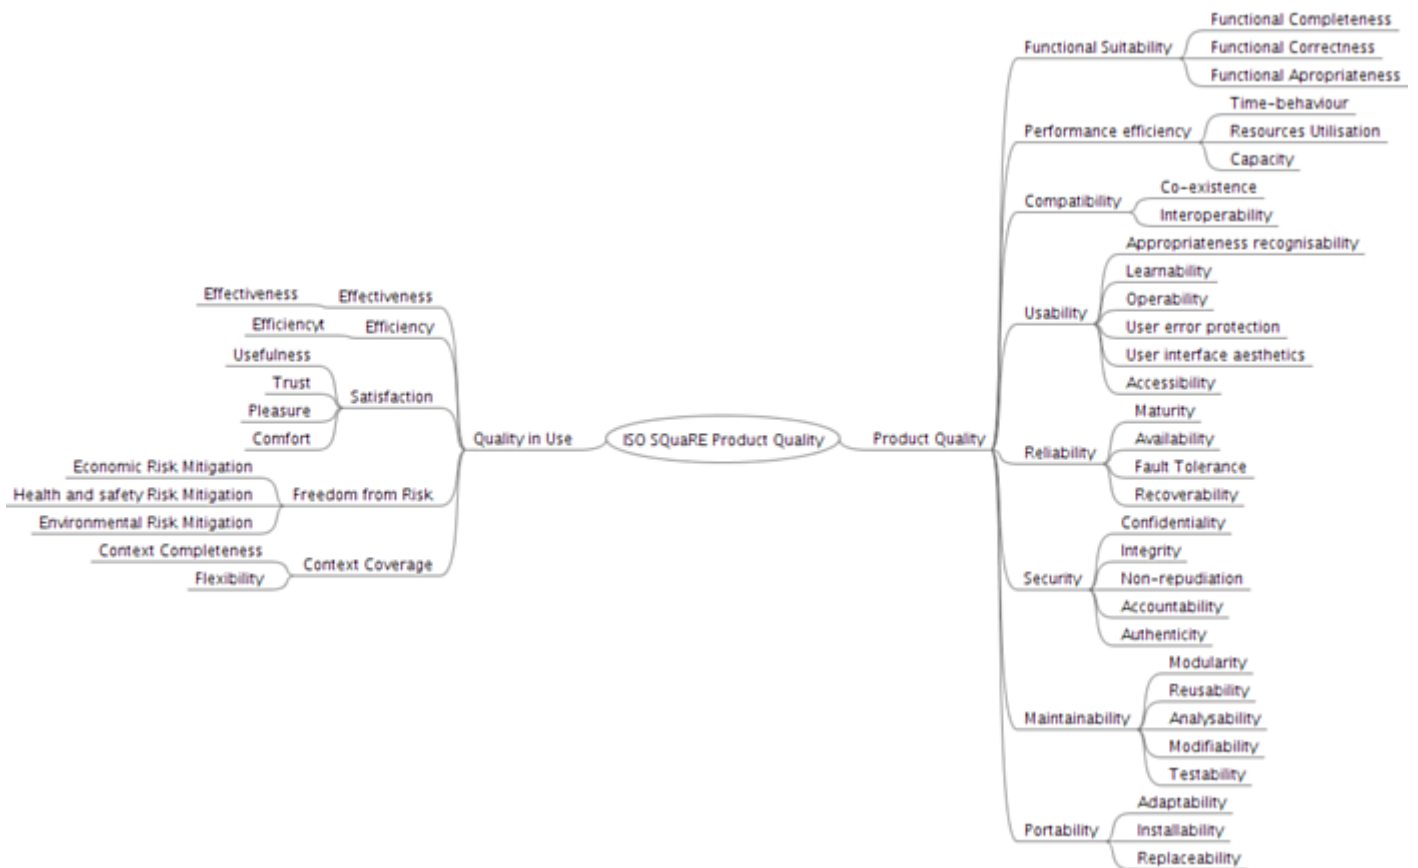 ISO SQuaRE Product Quality
Quality in Use
Effectiveness
Effectiveness
Efficiency
Efficiencyt
Satisfaction
Usefulness
Trust
Pleasure
Comfort
Freedom from Risk
Economic Risk Mitigation
Health and safety Risk Mitigation
Environmental Risk Mitigation
Context Coverage
Context Completeness
Flexibility
Product Quality
Functional Suitability
Functional Completeness
Functional Correctness
Functional Apropriateness
Performance efficiency
Time-behaviour
Resources Utilisation
Capacity
Compatibility
Co-existence
Interoperability
Usability
Appropriateness recognisability
Learnability
Operability
User error protection
User interface aesthetics
Accessibility
Reliability
Maturity
Availability
Fault Tolerance
Recoverability
Security
Confidentiality
Integrity
Non-repudiation
Accountability
Authenticity
Maintainability
Modularity
Reusability
Analysability
Modifiability
Testability
Portability
Adaptability
Installability
Replaceability